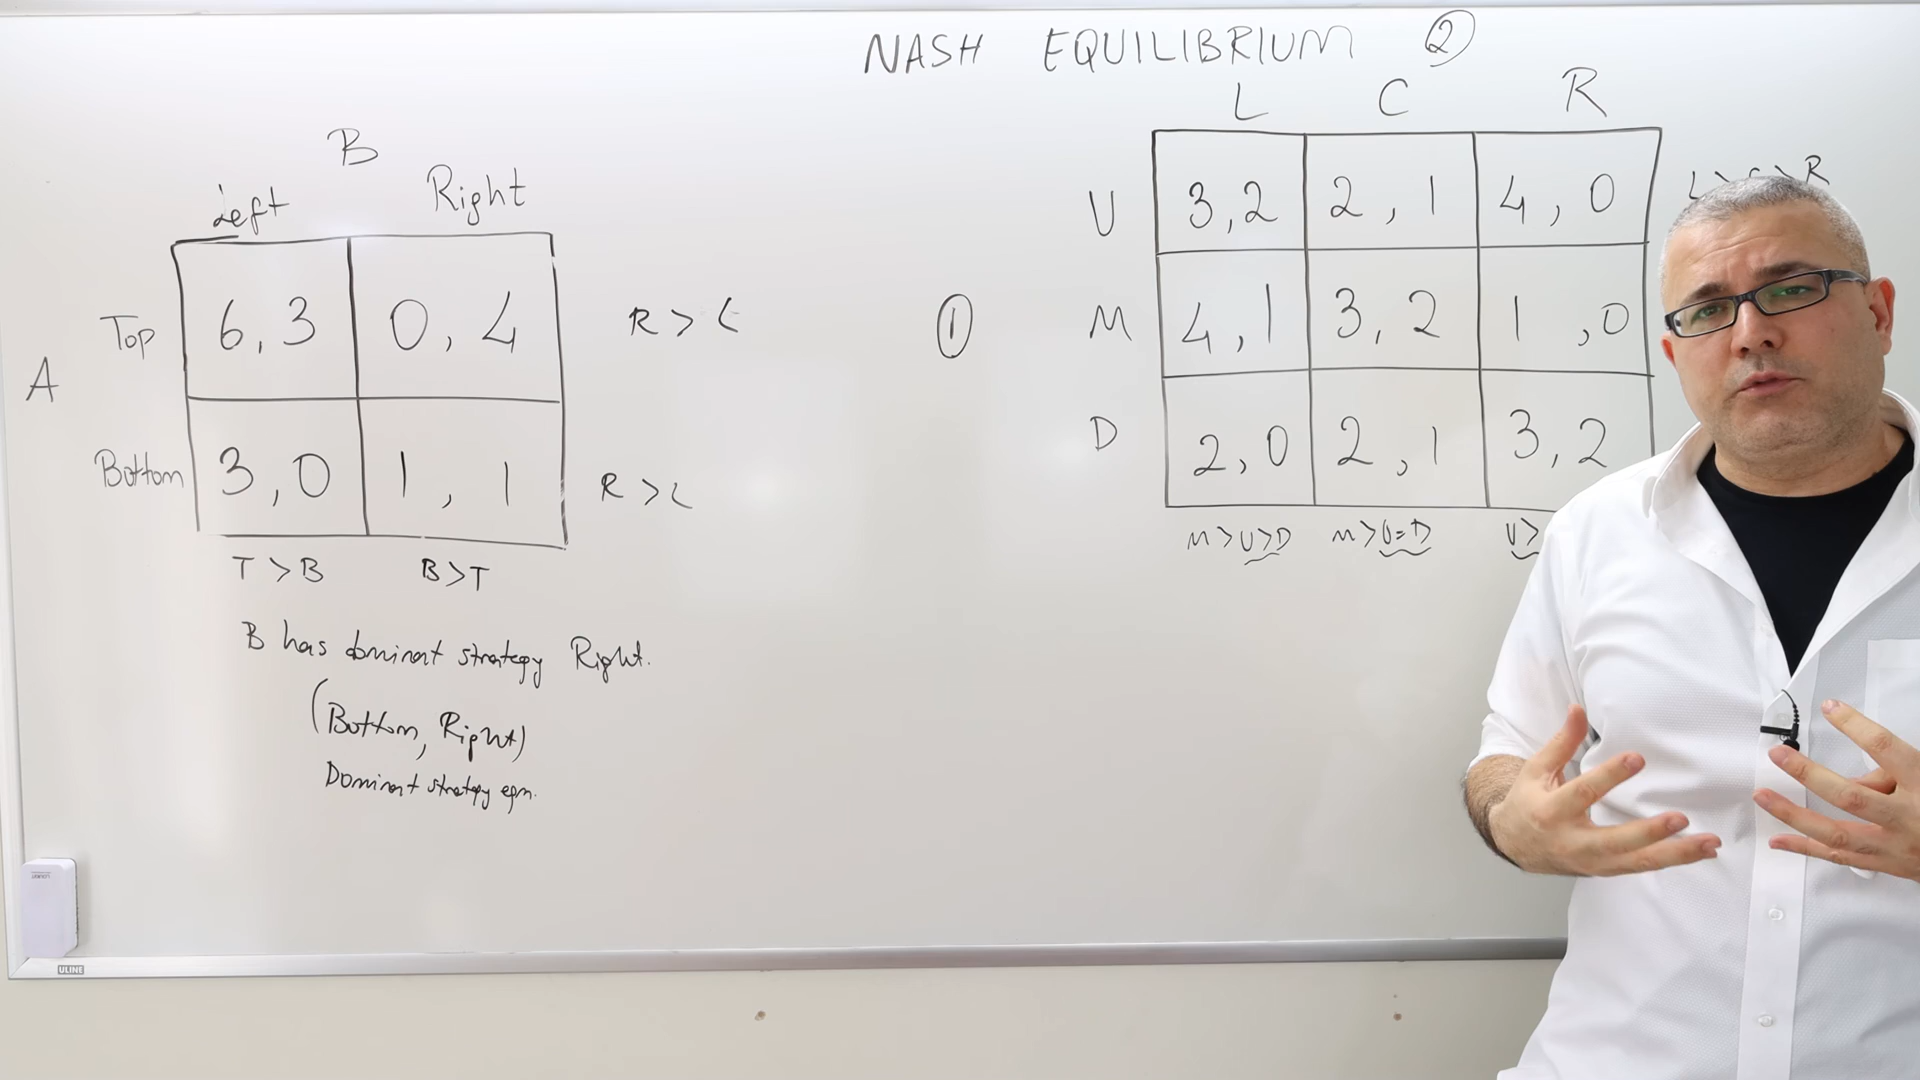 NASH EQUILIBRIUM 2
B
Left Right
A
Top 6, 3 0, 4 R > L
Bottom 3, 0 1, 1 R > L
T > B B > T
B has dominant strategy Right.
(Bottom, Right)
Dominant strategy eqm.
1 2
L C R
U 3, 2 2, 1 4, 0 L > C > R
M 4, 1 3, 2 1, 0
D 2, 0 2, 1 3, 2
M > U > D M > U = D U >
ULINE